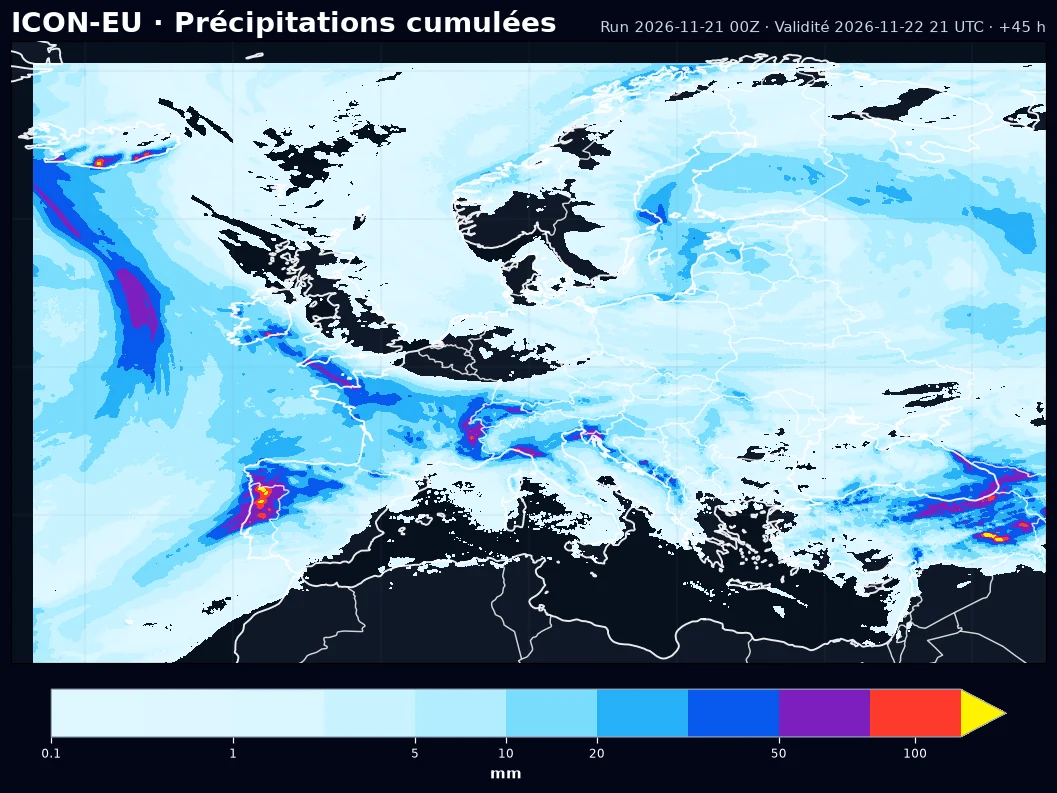 ICON-EU · Précipitations cumulées
Run 2026-11-21 00Z · Validité 2026-11-22 21 UTC · +45 h
0.1 1 5 10 20 50 100
mm